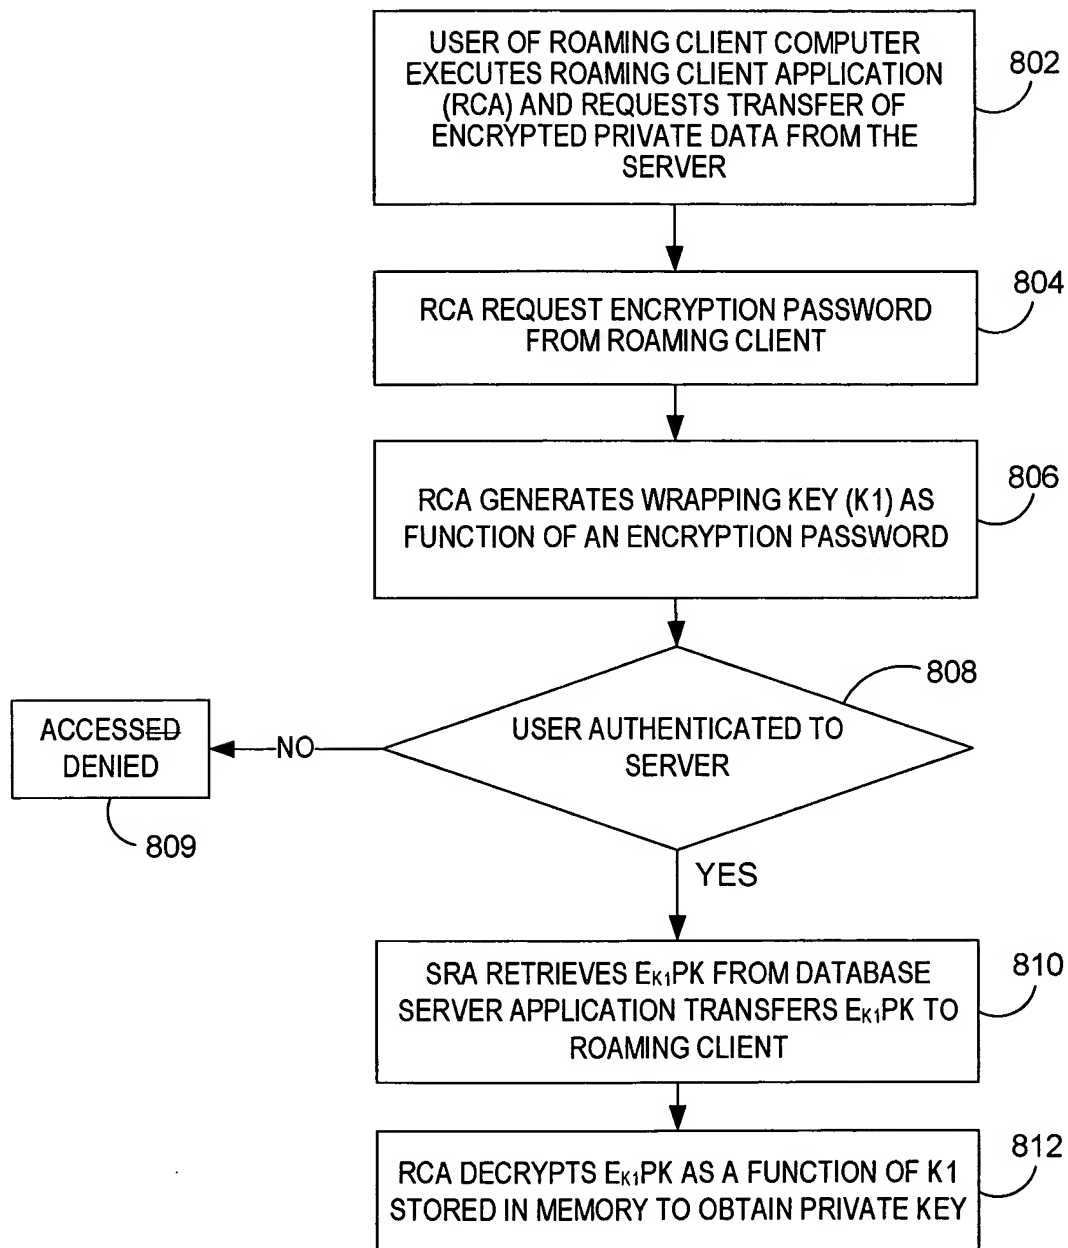 USER OF ROAMING CLIENT COMPUTER
EXECUTES ROAMING CLIENT APPLICATION
(RCA) AND REQUESTS TRANSFER OF
ENCRYPTED PRIVATE DATA FROM THE
SERVER
802
RCA REQUEST ENCRYPTION PASSWORD
FROM ROAMING CLIENT
804
RCA GENERATES WRAPPING KEY (K1) AS
FUNCTION OF AN ENCRYPTION PASSWORD
806
USER AUTHENTICATED TO
SERVER
808
NO
ACCESSED
DENIED
809
YES
SRA RETRIEVES EK1PK FROM DATABASE
SERVER APPLICATION TRANSFERS EK1PK TO
ROAMING CLIENT
810
RCA DECRYPTS EK1PK AS A FUNCTION OF K1
STORED IN MEMORY TO OBTAIN PRIVATE KEY
812